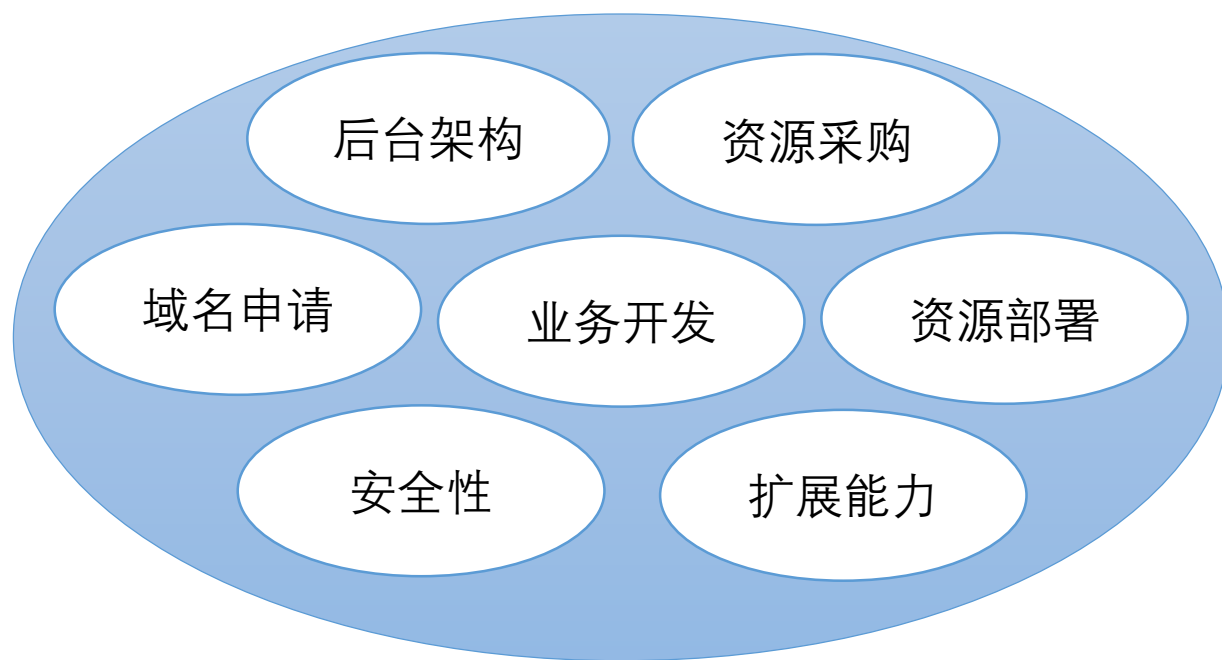 后台架构
资源采购
域名申请
业务开发
资源部署
安全性
扩展能力